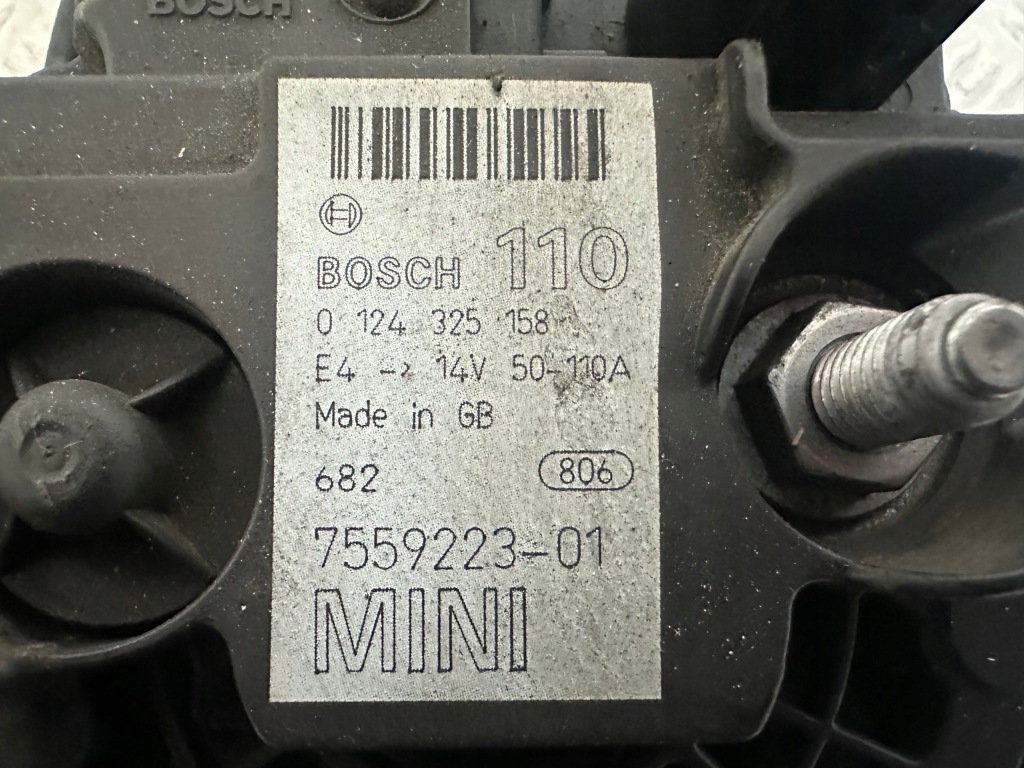 BOSCH
BOSCH 110
0 124 325 158
E4 -> 14V 50-110A
Made in GB
682 806
7559223-01
MINI